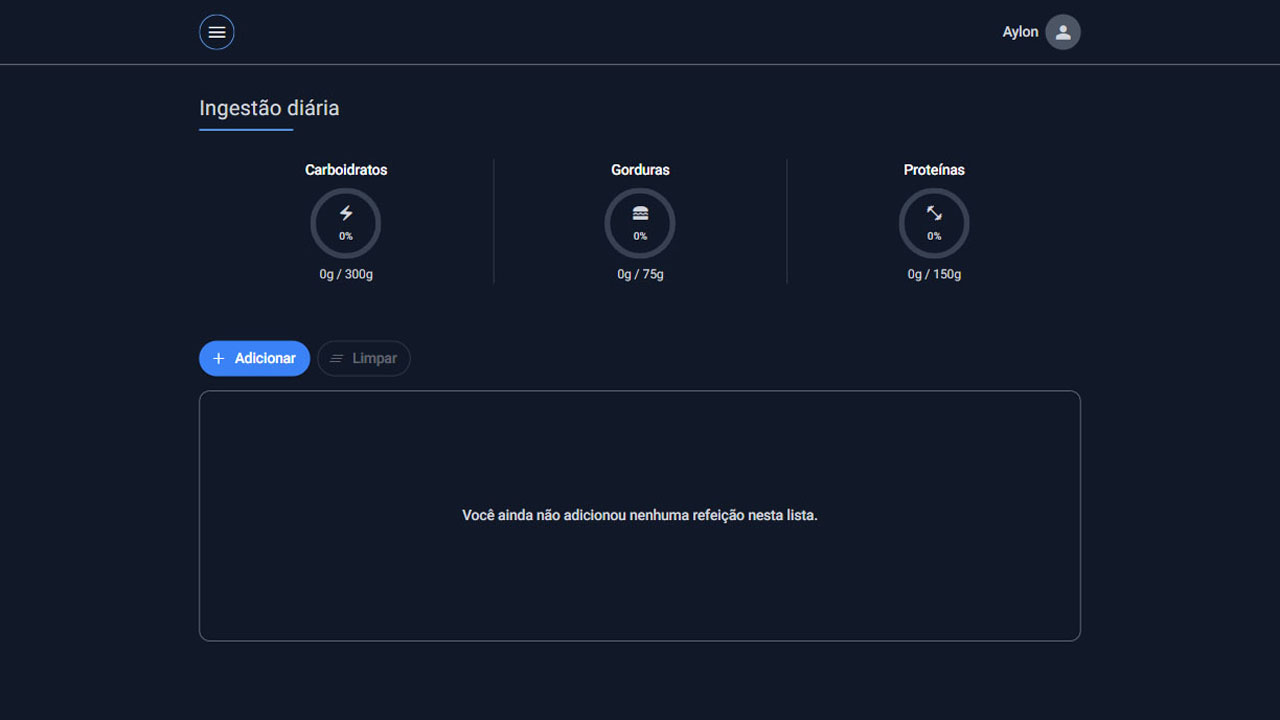 Aylon
Ingestão diária
Carboidratos
Gorduras
Proteínas
0%
0%
0%
0g / 300g
0g / 75g
0g / 150g
Adicionar
Limpar
Você ainda não adicionou nenhuma refeição nesta lista.